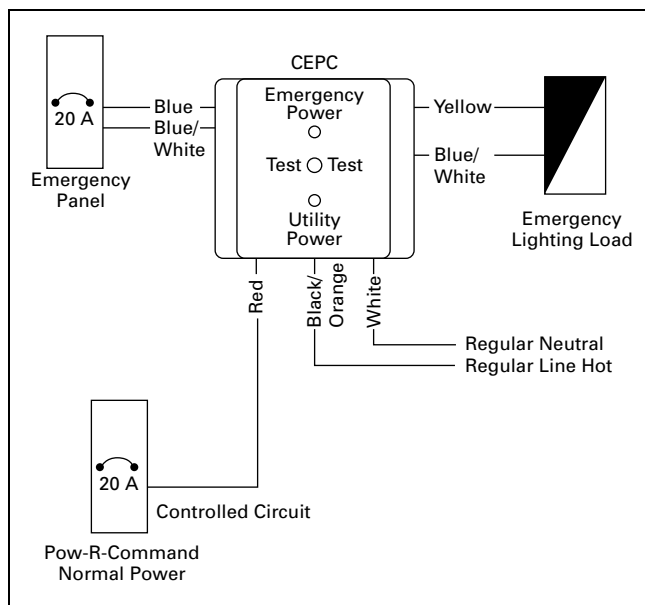 CEPC
20 A
Blue
Blue/
White
Emergency
Panel
Emergency
Power
Test Test
Utility
Power
Yellow
Blue/
White
Emergency
Lighting Load
Red
Black/
Orange
White
Regular Neutral
Regular Line Hot
20 A
Controlled Circuit
Pow-R-Command
Normal Power